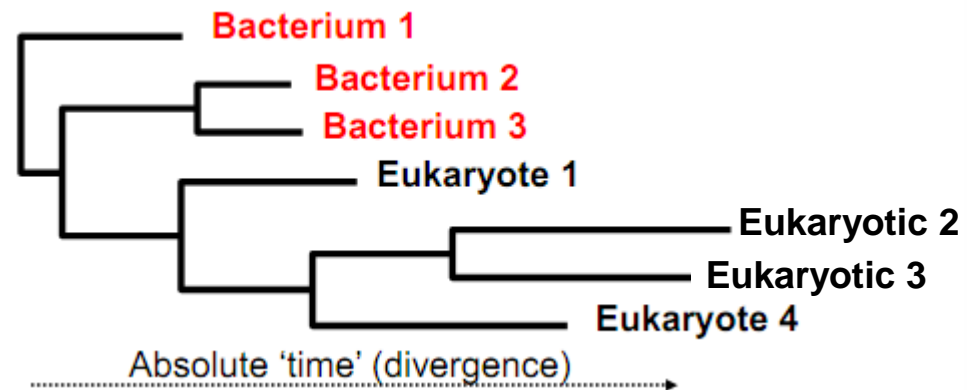 Bacterium 1
Bacterium 2
Bacterium 3
Eukaryote 1
Eukaryotic 2
Eukaryotic 3
Eukaryote 4
Absolute ‘time’ (divergence)